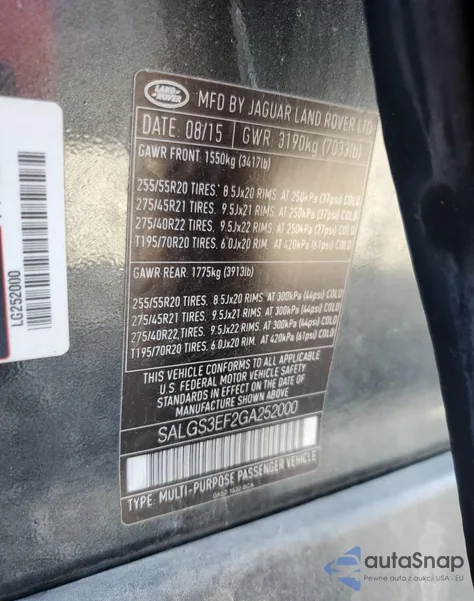 LAND
ROVER
MFD BY JAGUAR LAND ROVER LTD
DATE: 08/15 GWR: 3190kg (7033lb)
GAWR FRONT 1550kg (3417lb)
255/55R20 TIRES. 8.5Jx20 RIMS. AT 250kPa (37psi) COLD
275/45R21 TIRES. 9.5Jx21 RIMS. AT 250kPa (37psi) COLD
275/40R22 TIRES. 9.5Jx22 RIMS. AT 250kPa (37psi) COLD
T195/70R20 TIRES. 6.0Jx20 RIM. AT 420kPa (61psi) COLD
GAWR REAR: 1775kg (3913lb)
255/55R20 TIRES. 8.5Jx20 RIMS. AT 300kPa (44psi) COLD
275/45R21 TIRES. 9.5Jx21 RIMS. AT 300kPa (44psi) COLD
275/40R22 TIRES. 9.5Jx22 RIMS. AT 300kPa (44psi) COLD
T195/70R20 TIRES. 6.0Jx20 RIM. AT 420kPa (61psi) COLD
THIS VEHICLE CONFORMS TO ALL APPLICABLE
U.S. FEDERAL MOTOR VEHICLE SAFETY STANDARDS
IN EFFECT ON THE DATE OF MANUFACTURE SHOWN ABOVE.
SALGS3EF2GA252000
TYPE: MULTI-PURPOSE PASSENGER VEHICLE
LG252000
autaSnap
Pewne auta z aukcji USA i EU